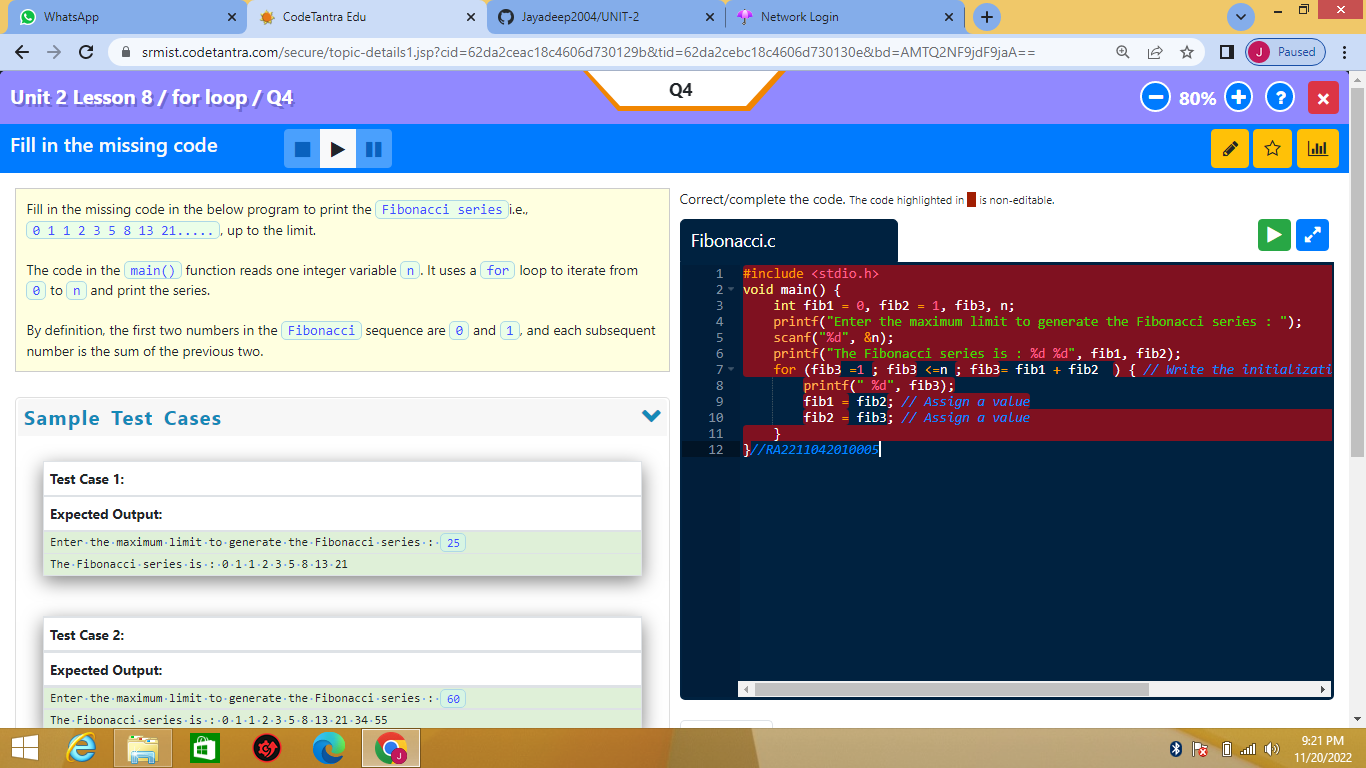 WhatsApp
CodeTantra Edu
Jayadeep2004/UNIT-2
Network Login
srmist.codetantra.com/secure/topic-details1.jsp?cid=62da2ceac18c4606d730129b&tid=62da2cebc18c4606d730130e&bd=AMTQ2NF9jdF9jaA==
J Paused
Unit 2 Lesson 8 / for loop / Q4
Q4
80%
?
Fill in the missing code
Fill in the missing code in the below program to print the Fibonacci series i.e.,
0 1 1 2 3 5 8 13 21..... , up to the limit.
The code in the main() function reads one integer variable n . It uses a for loop to iterate from
0 to n and print the series.
By definition, the first two numbers in the Fibonacci sequence are 0 and 1 , and each subsequent
number is the sum of the previous two.
Sample Test Cases
Test Case 1:
Expected Output:
Enter·the·maximum·limit·to·generate·the·Fibonacci·series·:· 25
The·Fibonacci·series·is·:·0·1·1·2·3·5·8·13·21
Test Case 2:
Expected Output:
Enter·the·maximum·limit·to·generate·the·Fibonacci·series·:· 60
The·Fibonacci·series·is·:·0·1·1·2·3·5·8·13·21·34·55
Correct/complete the code. The code highlighted in is non-editable.
Fibonacci.c
1 #include <stdio.h>
2 void main() {
3 int fib1 = 0, fib2 = 1, fib3, n;
4 printf("Enter the maximum limit to generate the Fibonacci series : ");
5 scanf("%d", &n);
6 printf("The Fibonacci series is : %d %d", fib1, fib2);
7 for (fib3 =1 ; fib3 <=n ; fib3= fib1 + fib2 ) { // Write the initializati
8 printf(" %d", fib3);
9 fib1 = fib2; // Assign a value
10 fib2 = fib3; // Assign a value
11 }
12 }//RA2211042010005
J
9:21 PM
11/20/2022